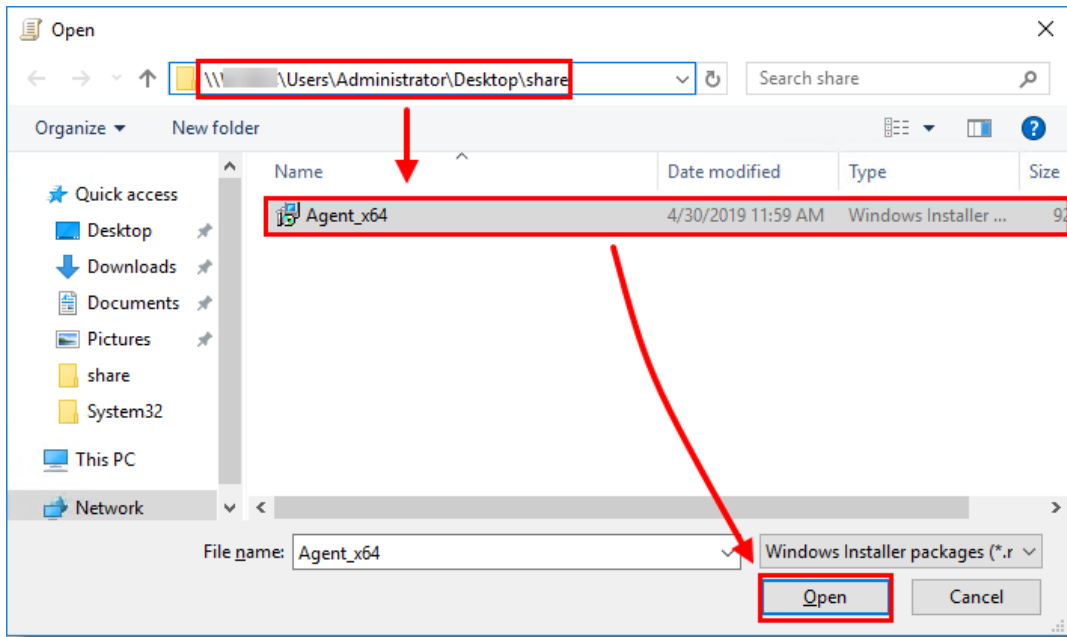 Open
\\\ \Users\Administrator\Desktop\share
Search share
Organize
New folder
Name
Date modified
Type
Size
Agent_x64
4/30/2019 11:59 AM
Windows Installer ...
92
Quick access
Desktop
Downloads
Documents
Pictures
share
System32
This PC
Network
File name:
Agent_x64
Windows Installer packages (*.r
Open
Cancel